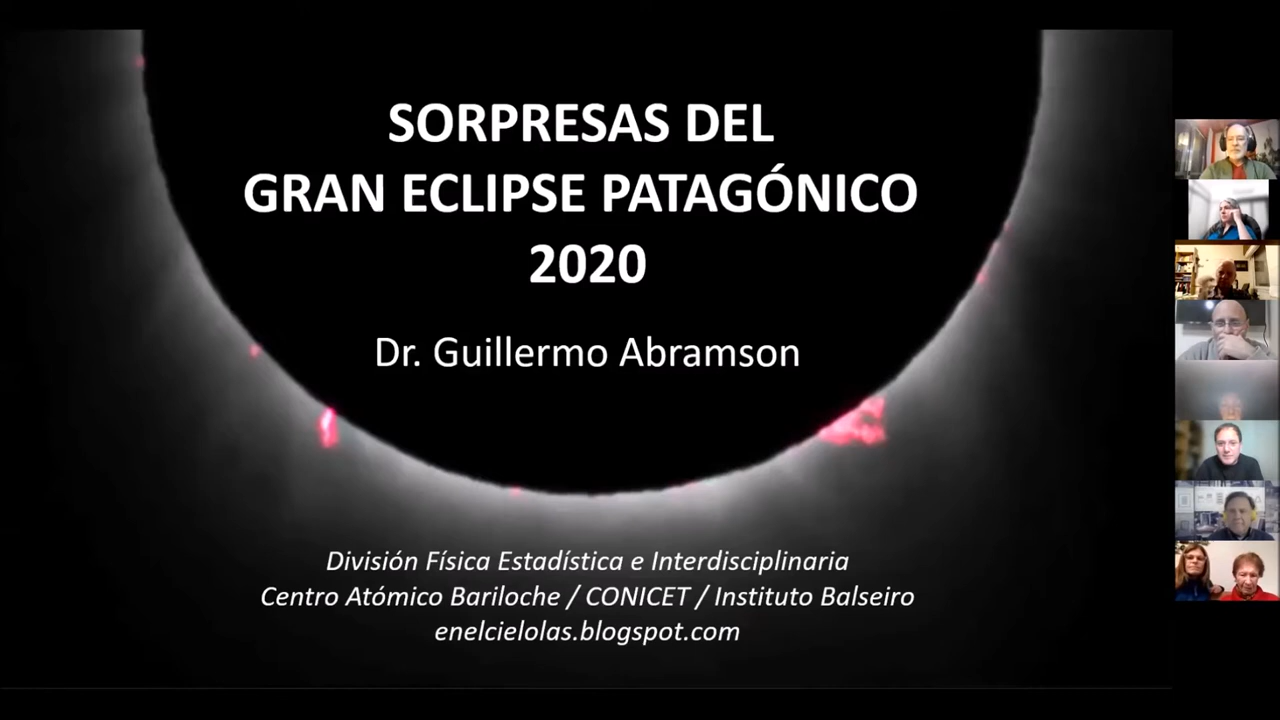 SORPRESAS DEL
GRAN ECLIPSE PATAGÓNICO
2020
Dr. Guillermo Abramson
División Física Estadística e Interdisciplinaria
Centro Atómico Bariloche / CONICET / Instituto Balseiro
enelcielolas.blogspot.com